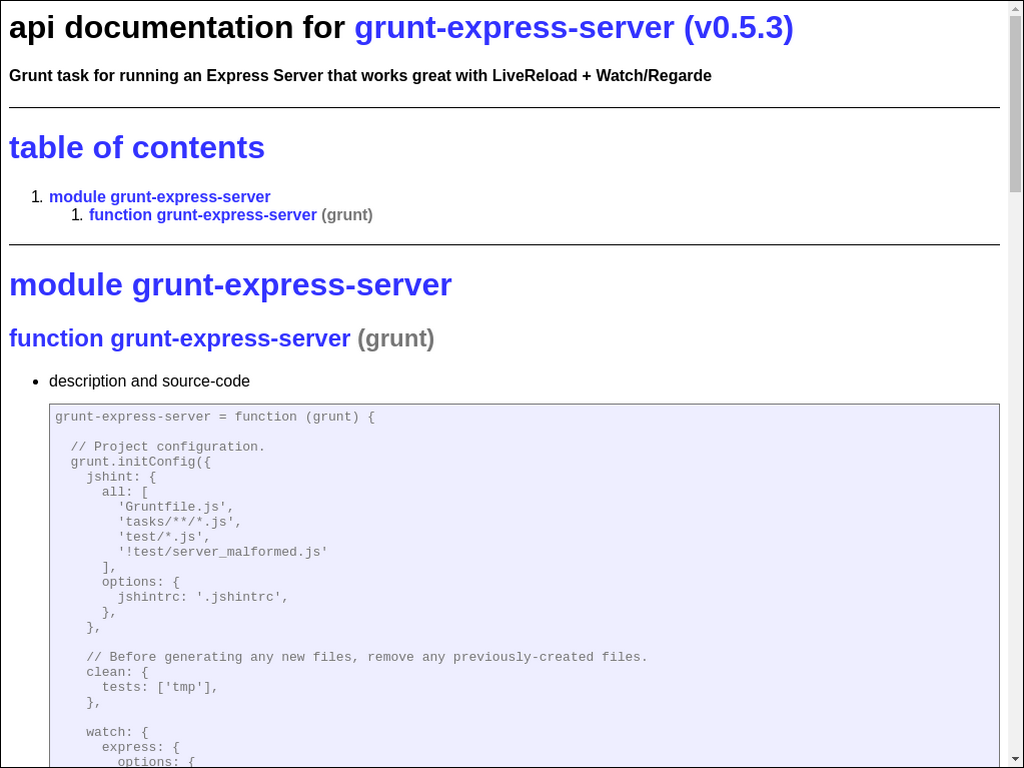 api documentation for grunt-express-server (v0.5.3)
Grunt task for running an Express Server that works great with LiveReload + Watch/Regarde
table of contents
1. module grunt-express-server
1. function grunt-express-server (grunt)
module grunt-express-server
function grunt-express-server (grunt)
• description and source-code
grunt-express-server = function (grunt) {
  // Project configuration.
  grunt.initConfig({
    jshint: {
      all: [
        'Gruntfile.js',
        'tasks/**/*.js',
        'test/*.js',
        '!test/server_malformed.js'
      ],
      options: {
        jshintrc: '.jshintrc',
      },
    },
    // Before generating any new files, remove any previously-created files.
    clean: {
      tests: ['tmp'],
    },
    watch: {
      express: {
        options: {